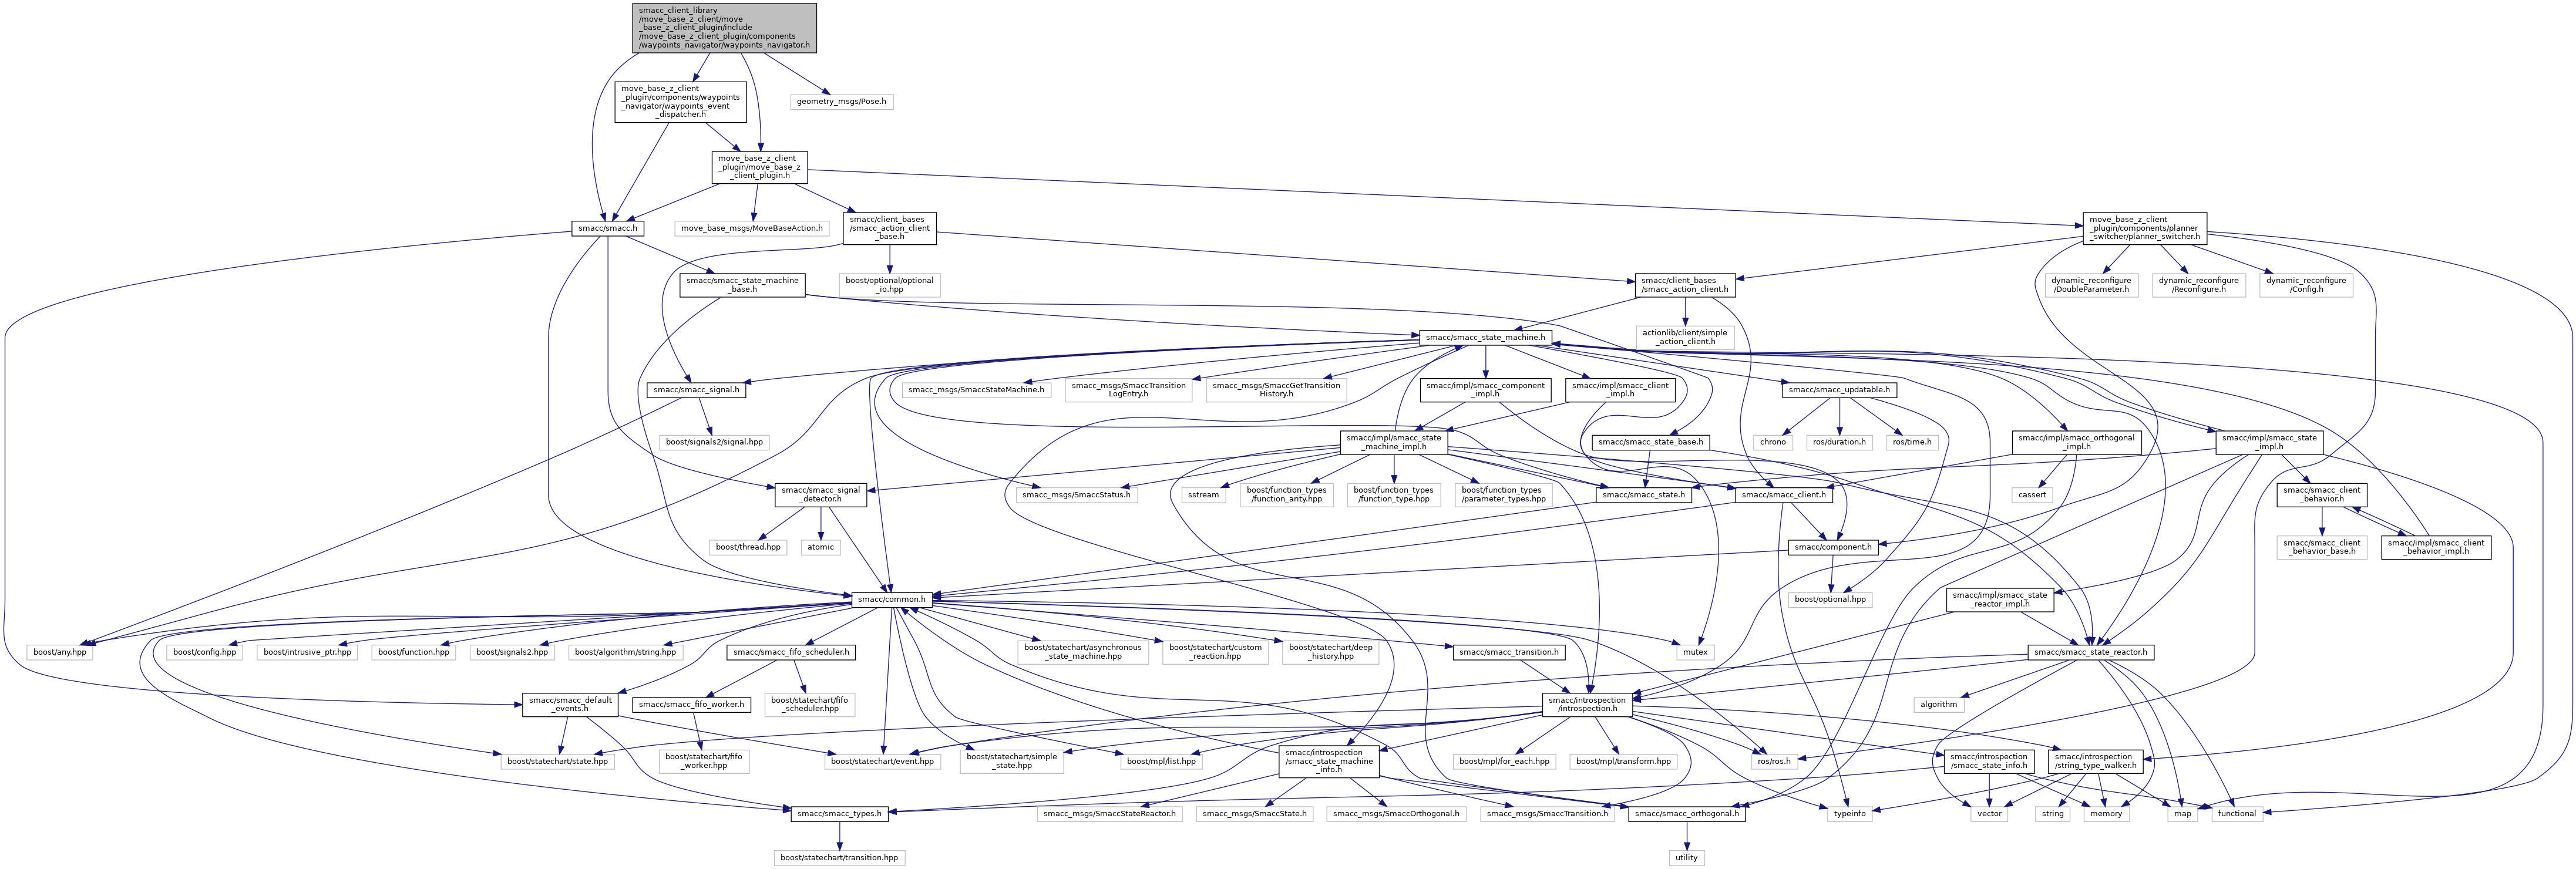 smacc_client_library
/move_base_z_client/move
_base_z_client_plugin/include
/move_base_z_client_plugin/components
/waypoints_navigator/waypoints_navigator.h
move_base_z_client
_plugin/components/waypoints
_navigator/waypoints_event
_dispatcher.h
geometry_msgs/Pose.h
move_base_z_client
_plugin/move_base_z
_client_plugin.h
smacc/smacc.h
move_base_msgs/MoveBaseAction.h
smacc/client_bases
/smacc_action_client
_base.h
move_base_z_client
_plugin/components/planner
_switcher/planner_switcher.h
smacc/smacc_state_machine
_base.h
boost/optional/optional
_io.hpp
smacc/client_bases
/smacc_action_client.h
dynamic_reconfigure
/DoubleParameter.h
dynamic_reconfigure
/Reconfigure.h
dynamic_reconfigure
/Config.h
smacc/smacc_state_machine.h
actionlib/client/simple
_action_client.h
smacc/smacc_signal.h
smacc_msgs/SmaccStateMachine.h
smacc_msgs/SmaccTransition
LogEntry.h
smacc_msgs/SmaccGetTransition
History.h
smacc/impl/smacc_component
_impl.h
smacc/impl/smacc_client
_impl.h
smacc/smacc_updatable.h
boost/signals2/signal.hpp
smacc/impl/smacc_state
_machine_impl.h
smacc/smacc_state_base.h
chrono
ros/duration.h
ros/time.h
smacc/impl/smacc_orthogonal
_impl.h
smacc/impl/smacc_state
_impl.h
smacc/smacc_signal
_detector.h
smacc_msgs/SmaccStatus.h
sstream
boost/function_types
/function_arity.hpp
boost/function_types
/function_type.hpp
boost/function_types
/parameter_types.hpp
smacc/smacc_state.h
smacc/smacc_client.h
cassert
smacc/smacc_client
_behavior.h
boost/thread.hpp
atomic
smacc/component.h
smacc/smacc_client
_behavior_base.h
smacc/impl/smacc_client
_behavior_impl.h
smacc/common.h
boost/optional.hpp
smacc/impl/smacc_state
_reactor_impl.h
boost/any.hpp
boost/config.hpp
boost/intrusive_ptr.hpp
boost/function.hpp
boost/signals2.hpp
boost/algorithm/string.hpp
smacc/smacc_fifo_scheduler.h
boost/statechart/asynchronous
_state_machine.hpp
boost/statechart/custom
_reaction.hpp
boost/statechart/deep
_history.hpp
smacc/smacc_transition.h
mutex
smacc/smacc_state_reactor.h
smacc/smacc_default
_events.h
smacc/smacc_fifo_worker.h
boost/statechart/fifo
_scheduler.hpp
smacc/introspection
/introspection.h
algorithm
boost/statechart/state.hpp
boost/statechart/fifo
_worker.hpp
boost/statechart/event.hpp
boost/statechart/simple
_state.hpp
boost/mpl/list.hpp
smacc/introspection
/smacc_state_machine
_info.h
boost/mpl/for_each.hpp
boost/mpl/transform.hpp
ros/ros.h
smacc/introspection
/smacc_state_info.h
smacc/introspection
/string_type_walker.h
smacc/smacc_types.h
smacc_msgs/SmaccStateReactor.h
smacc_msgs/SmaccState.h
smacc_msgs/SmaccOrthogonal.h
smacc_msgs/SmaccTransition.h
smacc/smacc_orthogonal.h
typeinfo
vector
string
memory
map
functional
boost/statechart/transition.hpp
utility